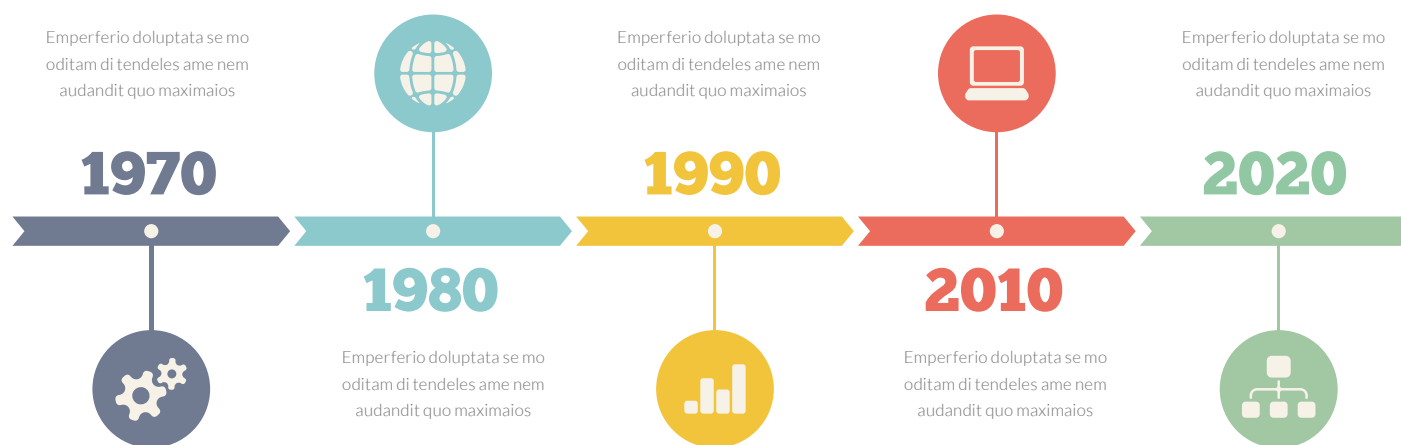 Emperferio doluptata se mo
oditam di tendeles ame nem
audandit quo maximaios
1970
1980
Emperferio doluptata se mo
oditam di tendeles ame nem
audandit quo maximaios
Emperferio doluptata se mo
oditam di tendeles ame nem
audandit quo maximaios
1990
2010
Emperferio doluptata se mo
oditam di tendeles ame nem
audandit quo maximaios
Emperferio doluptata se mo
oditam di tendeles ame nem
audandit quo maximaios
2020